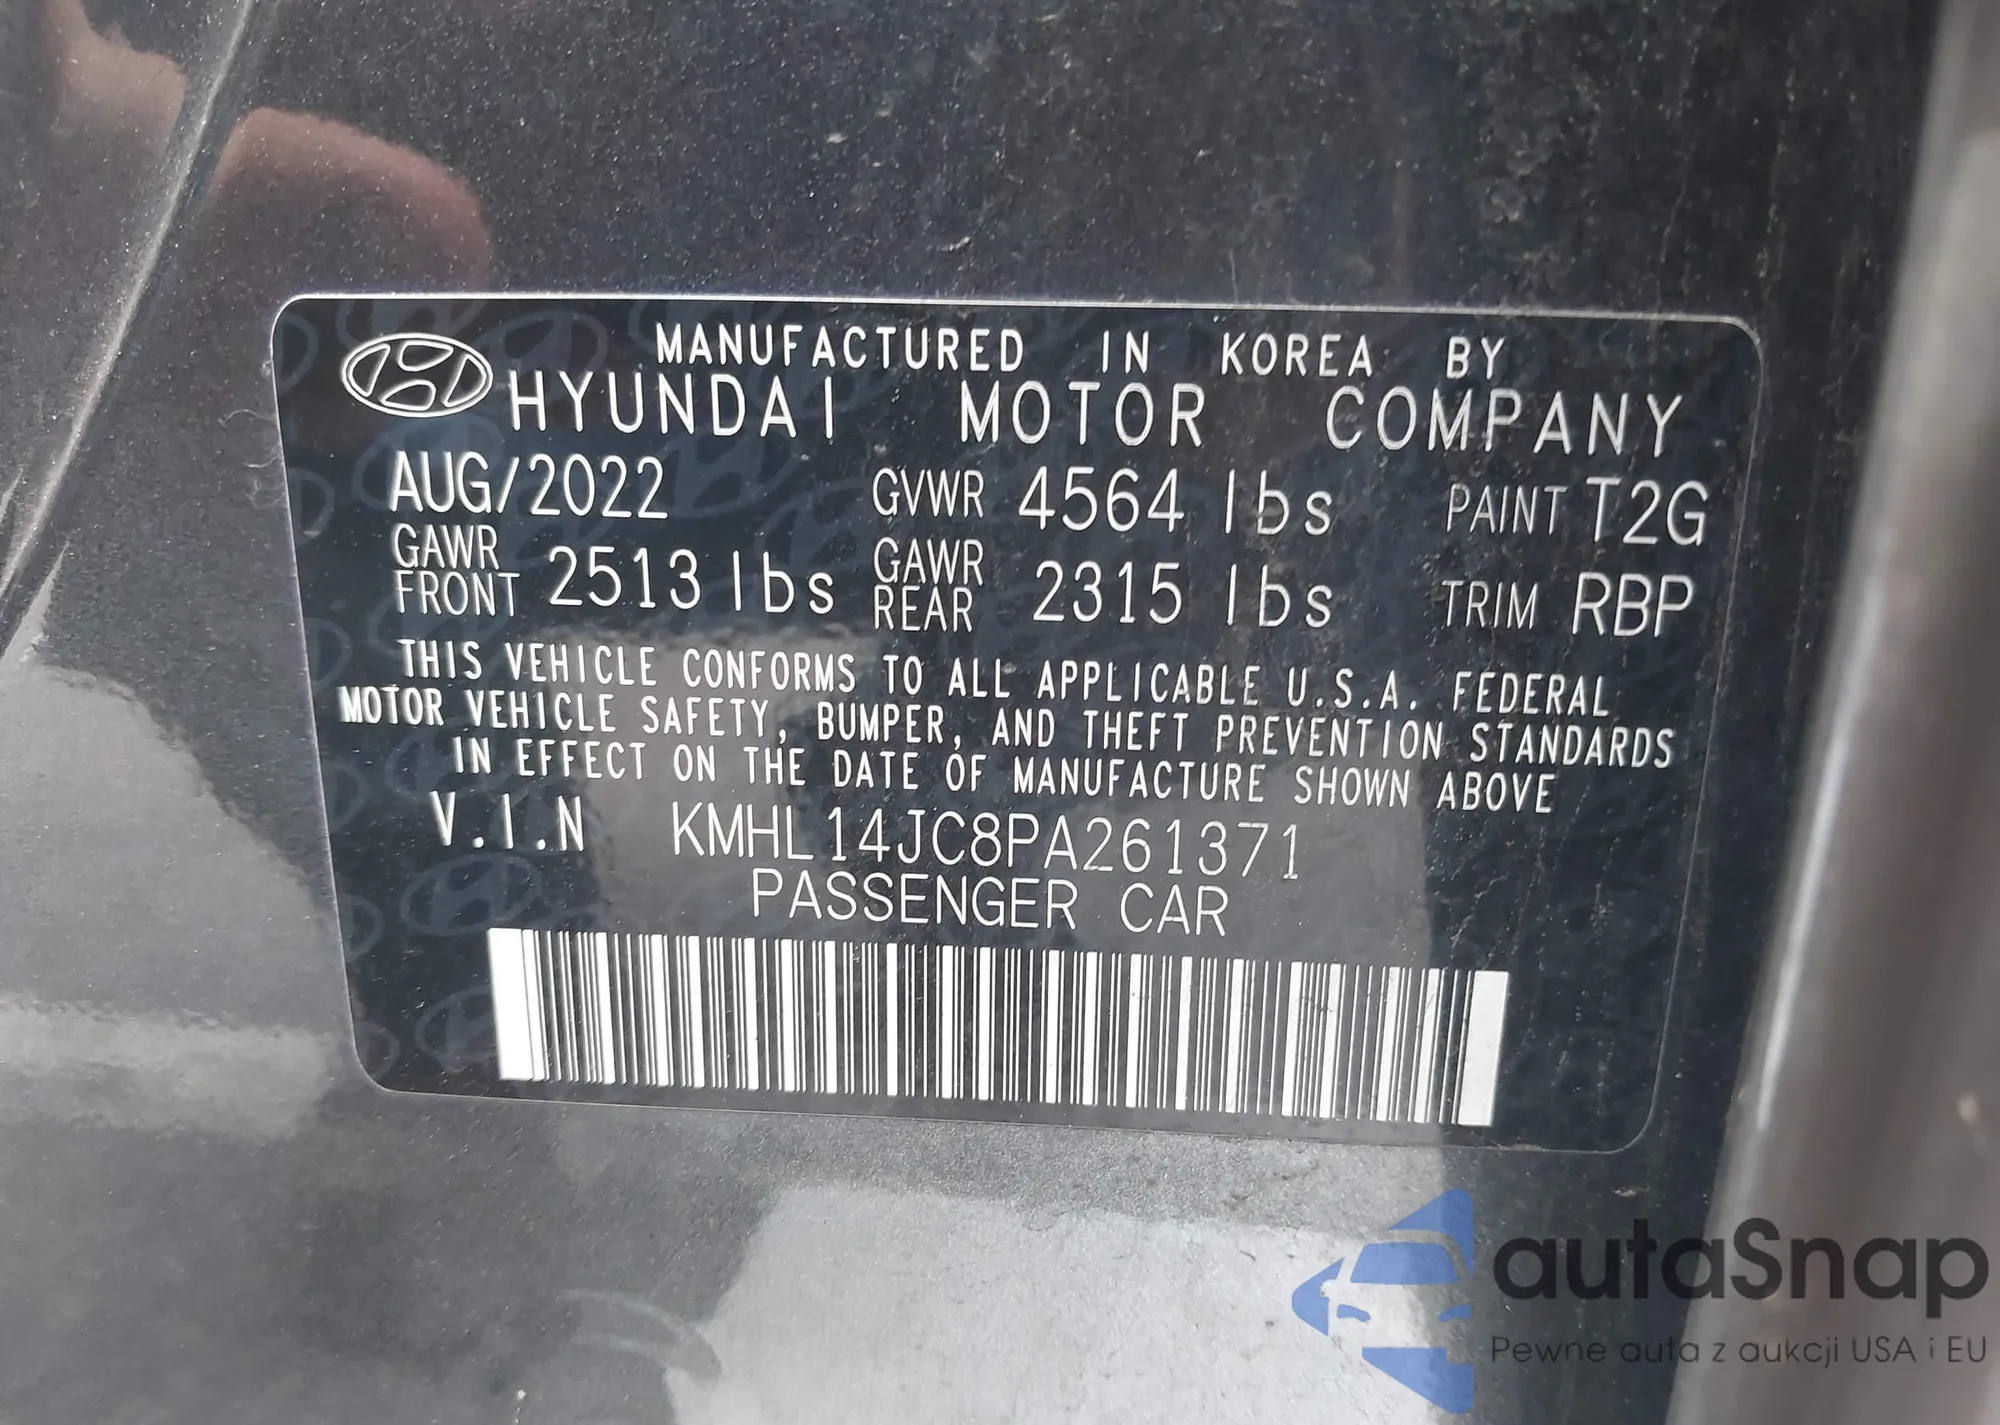 MANUFACTURED IN KOREA BY
HYUNDAI MOTOR COMPANY
AUG/2022 GVWR 4564 lbs PAINT T2G
GAWR FRONT 2513 lbs GAWR REAR 2315 lbs TRIM RBP
THIS VEHICLE CONFORMS TO ALL APPLICABLE U.S.A. FEDERAL
MOTOR VEHICLE SAFETY, BUMPER, AND THEFT PREVENTION STANDARDS
IN EFFECT ON THE DATE OF MANUFACTURE SHOWN ABOVE
V.I.N KMHL14JC8PA261371
PASSENGER CAR
autaSnap
Pewne auta z aukcji USA i EU